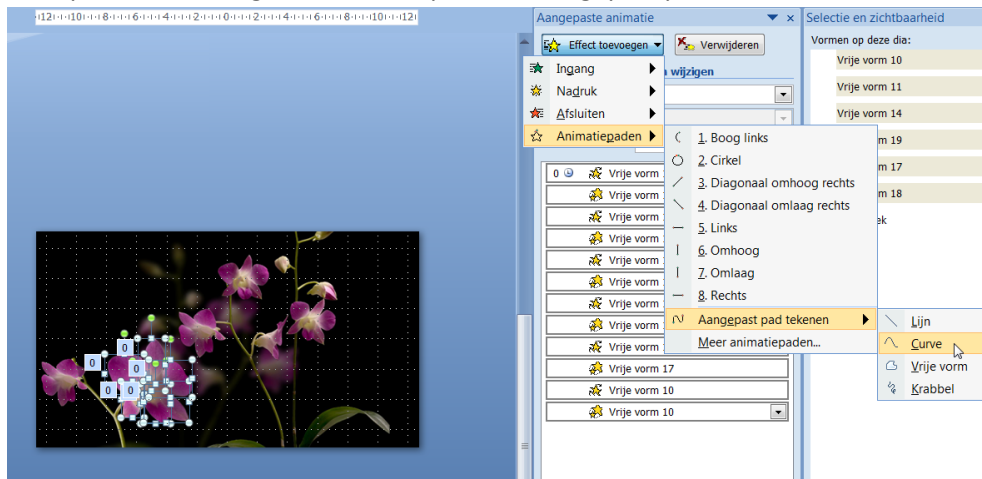 ·12·ı·10·ı·8·ı·6·ı·4·ı·2·ı·0·ı·2·ı·4·ı·6·ı·8·ı·10·ı·12·
Aangepaste animatie
Effect toevoegen
Verwijderen
Ingang
wijzigen
Nadruk
Afsluiten
Animatiepaden
1. Boog links
2. Cirkel
3. Diagonaal omhoog rechts
4. Diagonaal omlaag rechts
5. Links
6. Omhoog
7. Omlaag
8. Rechts
Aangepast pad tekenen
Meer animatiepaden...
Lijn
Curve
Vrije vorm
Krabbel
0 Vrije vorm
Vrije vorm
Vrije vorm
Vrije vorm
Vrije vorm
Vrije vorm
Vrije vorm
Vrije vorm
Vrije vorm
Vrije vorm 17
Vrije vorm 10
Vrije vorm 10
Selectie en zichtbaarheid
Vormen op deze dia:
Vrije vorm 10
Vrije vorm 11
Vrije vorm 14
m 19
m 17
m 18
ek
0
0
0
0 0